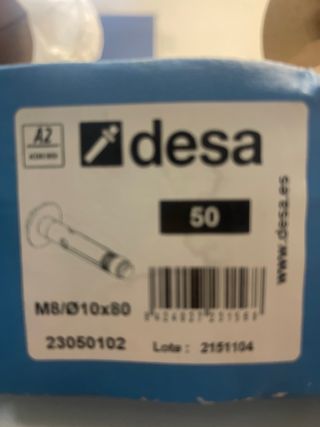 A2
desa
50
www.desa.es
M8/Ø10x80
23050102
Lote : 2151104